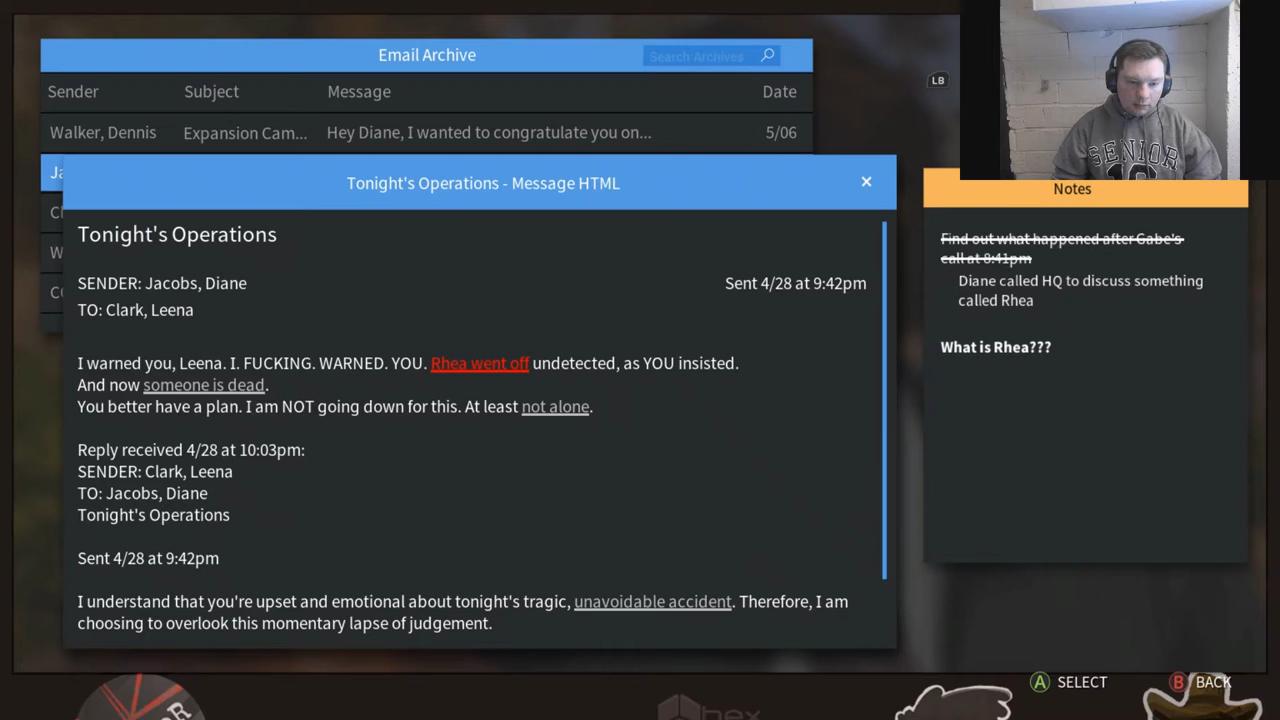 Email Archive
Search Archives
LB
Sender Subject Message Date
Walker, Dennis Expansion Cam... Hey Diane, I wanted to congratulate you on... 5/06
Tonight's Operations - Message HTML
Notes
Tonight's Operations
Find out what happened after Gabe's
call at 8:41pm
SENDER: Jacobs, Diane Sent 4/28 at 9:42pm
Diane called HQ to discuss something
called Rhea
TO: Clark, Leena
What is Rhea???
I warned you, Leena. I. FUCKING. WARNED. YOU. Rhea went off undetected, as YOU insisted.
And now someone is dead.
You better have a plan. I am NOT going down for this. At least not alone.
Reply received 4/28 at 10:03pm:
SENDER: Clark, Leena
TO: Jacobs, Diane
Tonight's Operations
Sent 4/28 at 9:42pm
I understand that you're upset and emotional about tonight's tragic, unavoidable accident. Therefore, I am
choosing to overlook this momentary lapse of judgement.
A SELECT B BACK
SENIOR